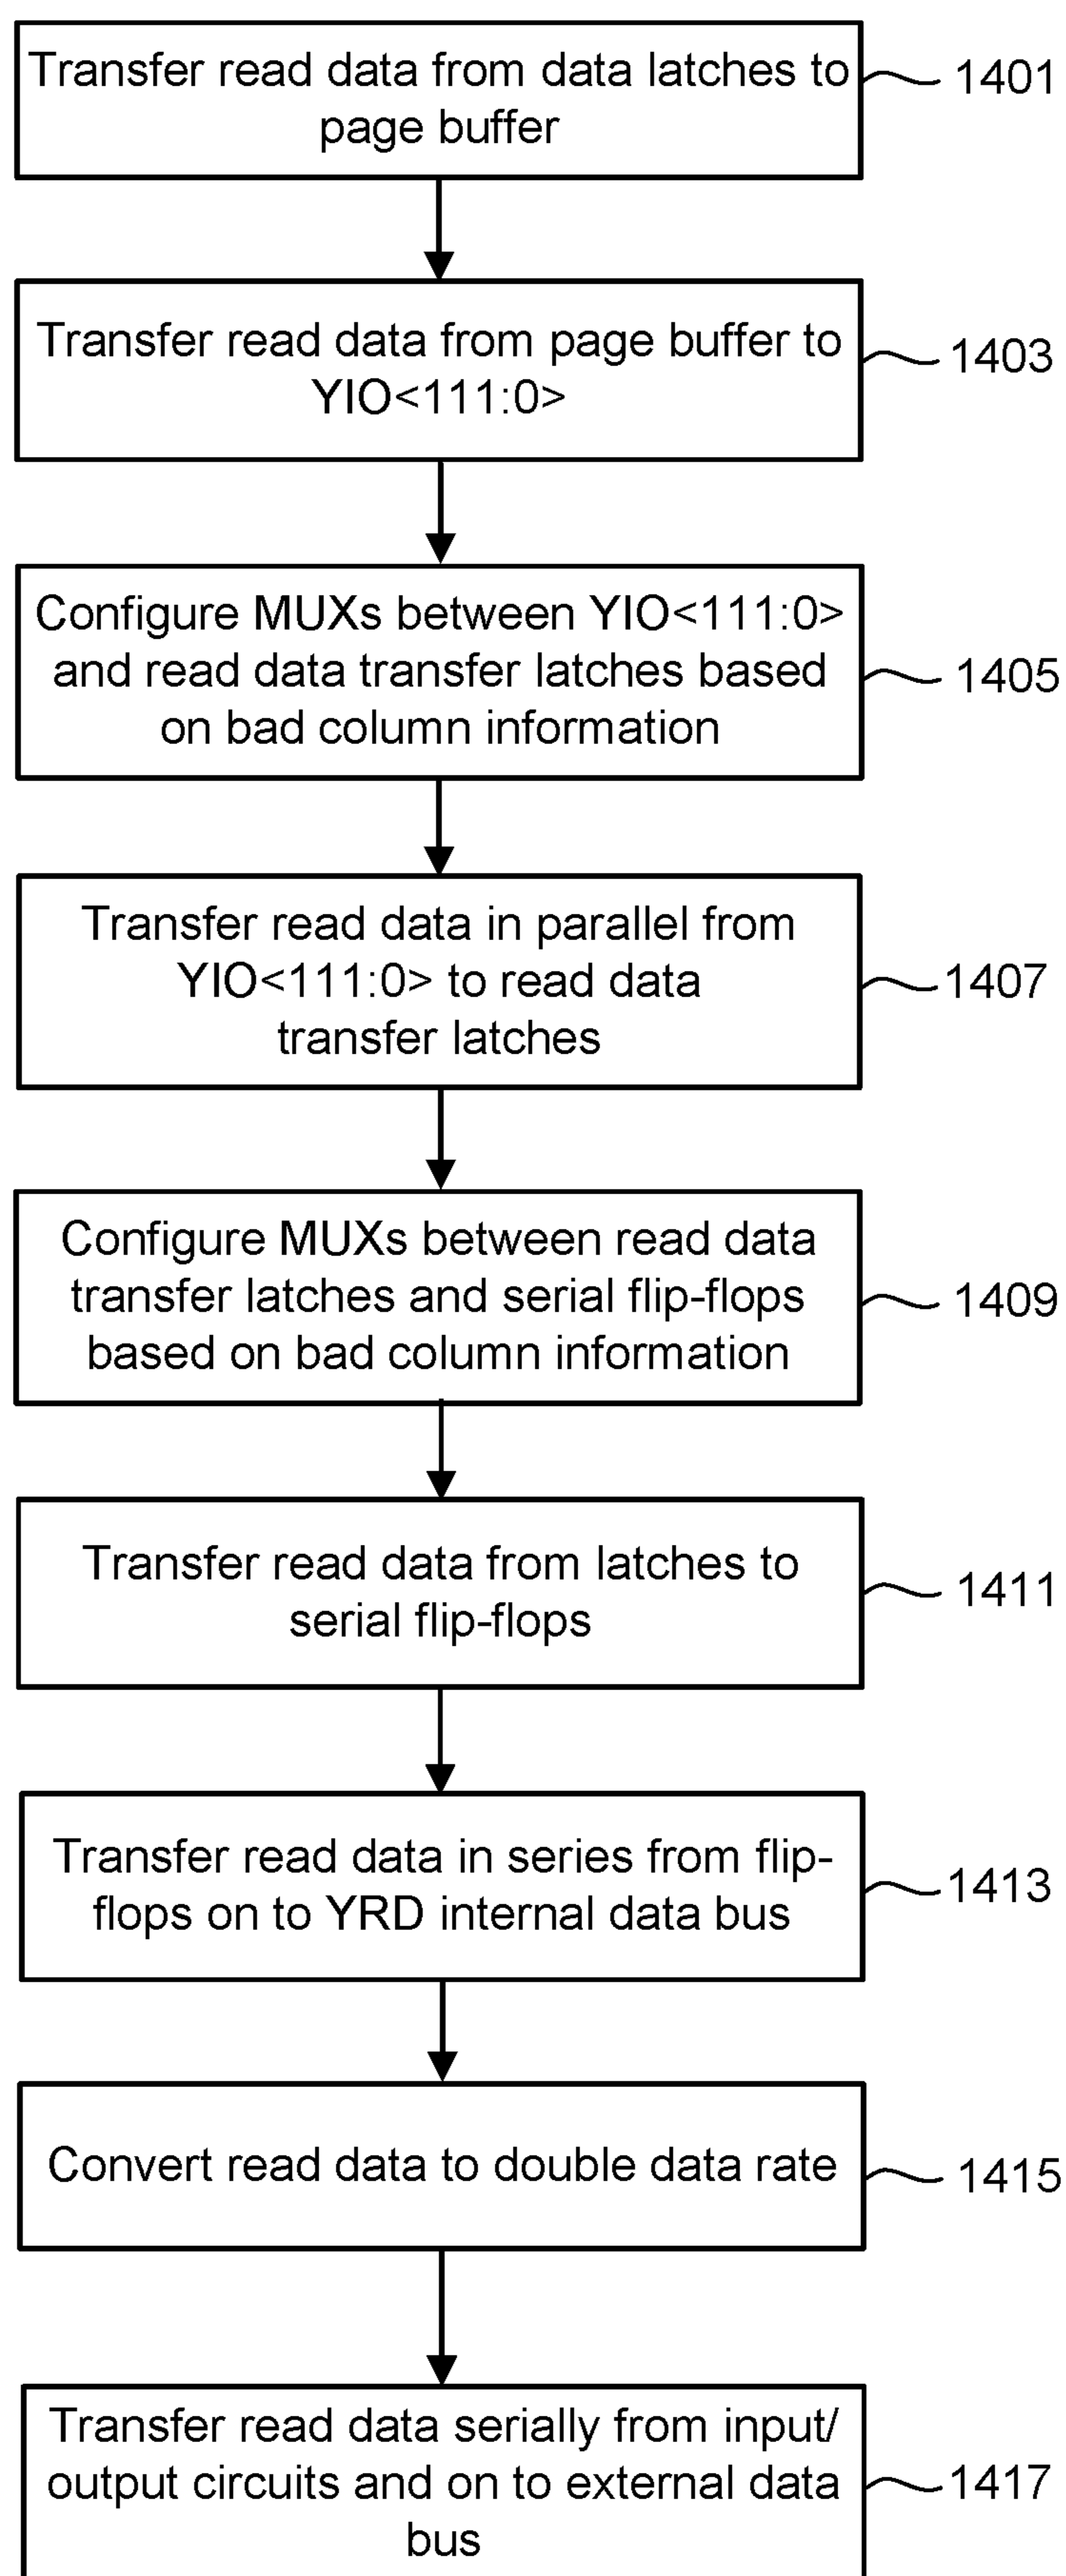 Transfer read data from data latches to
page buffer
1401
Transfer read data from page buffer to
YIO<111:0>
1403
Configure MUXs between YIO<111:0>
and read data transfer latches based
on bad column information
1405
Transfer read data in parallel from
YIO<111:0> to read data
transfer latches
1407
Configure MUXs between read data
transfer latches and serial flip-flops
based on bad column information
1409
Transfer read data from latches to
serial flip-flops
1411
Transfer read data in series from flip-
flops on to YRD internal data bus
1413
Convert read data to double data rate
1415
Transfer read data serially from input/
output circuits and on to external data
bus
1417